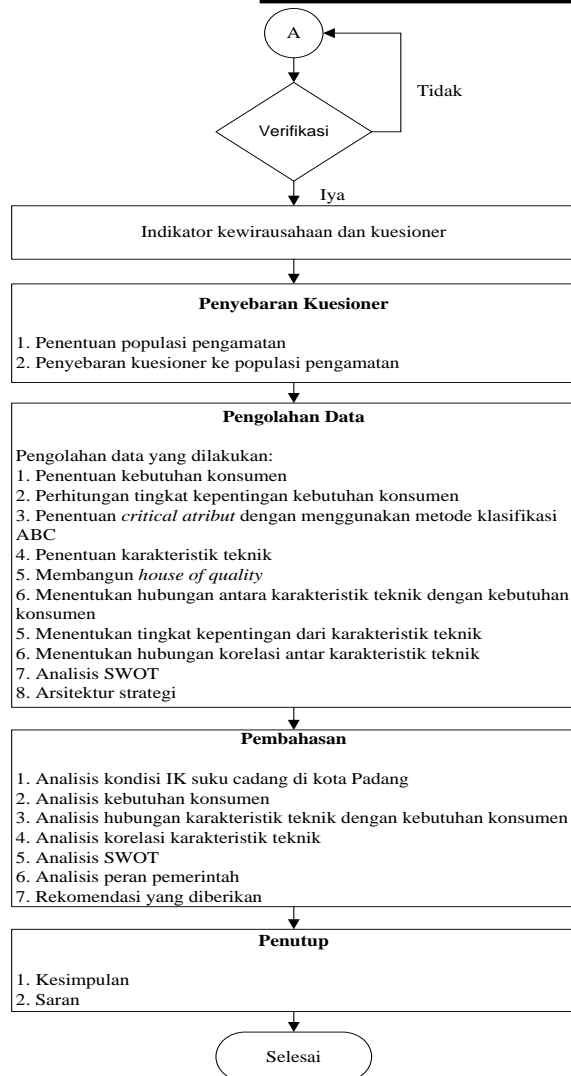 A
Tidak
Verifikasi
Iya
Indikator kewirausahaan dan kuesioner
Penyebaran Kuesioner
1. Penentuan populasi pengamatan
2. Penyebaran kuesioner ke populasi pengamatan
Pengolahan Data
Pengolahan data yang dilakukan:
1. Penentuan kebutuhan konsumen
2. Perhitungan tingkat kepentingan kebutuhan konsumen
3. Penentuan critical atribut dengan menggunakan metode klasifikasi
ABC
4. Penentuan karakteristik teknik
5. Membangun house of quality
6. Menentukan hubungan antara karakteristik teknik dengan kebutuhan
konsumen
5. Menentukan tingkat kepentingan dari karakteristik teknik
6. Menentukan hubungan korelasi antar karakteristik teknik
7. Analisis SWOT
8. Arsitektur strategi
Pembahasan
1. Analisis kondisi IK suku cadang di kota Padang
2. Analisis kebutuhan konsumen
3. Analisis hubungan karakteristik teknik dengan kebutuhan konsumen
4. Analisis korelasi karakteristik teknik
5. Analisis SWOT
6. Analisis peran pemerintah
7. Rekomendasi yang diberikan
Penutup
1. Kesimpulan
2. Saran
Selesai